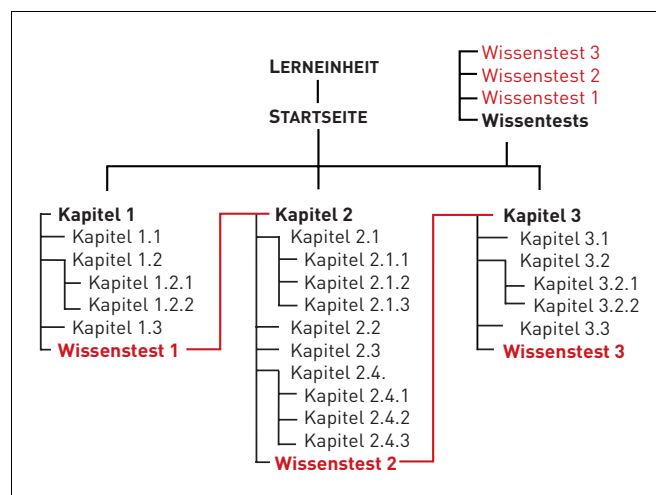 LERNEINHEIT
STARTSEITE
Wissenstest 3
Wissenstest 2
Wissenstest 1
Wissentests
Kapitel 1
Kapitel 1.1
Kapitel 1.2
Kapitel 1.2.1
Kapitel 1.2.2
Kapitel 1.3
Wissenstest 1
Kapitel 2
Kapitel 2.1
Kapitel 2.1.1
Kapitel 2.1.2
Kapitel 2.1.3
Kapitel 2.2
Kapitel 2.3
Kapitel 2.4.
Kapitel 2.4.1
Kapitel 2.4.2
Kapitel 2.4.3
Wissenstest 2
Kapitel 3
Kapitel 3.1
Kapitel 3.2
Kapitel 3.2.1
Kapitel 3.2.2
Kapitel 3.3
Wissenstest 3